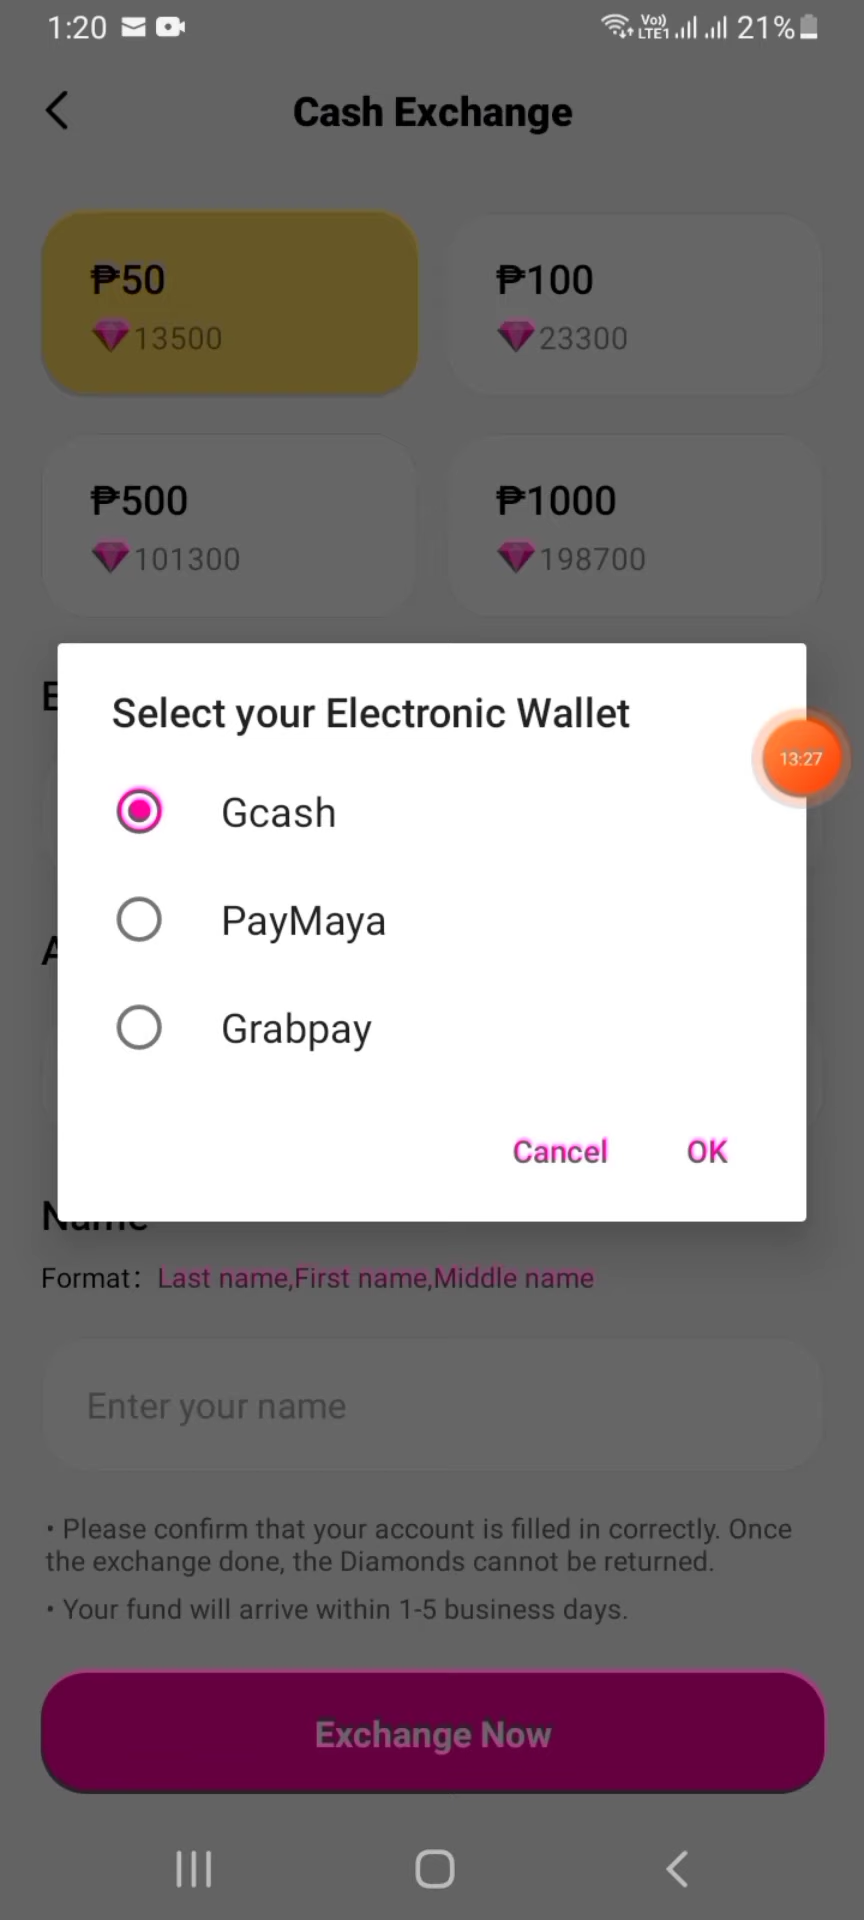 1:20
Vo)) LTE1 21%
Cash Exchange
₱50
13500
₱100
23300
₱500
101300
₱1000
198700
Select your Electronic Wallet
13:27
Gcash
PayMaya
Grabpay
Cancel OK
Name
Format: Last name,First name,Middle name
Enter your name
• Please confirm that your account is filled in correctly. Once
the exchange done, the Diamonds cannot be returned.
• Your fund will arrive within 1-5 business days.
Exchange Now